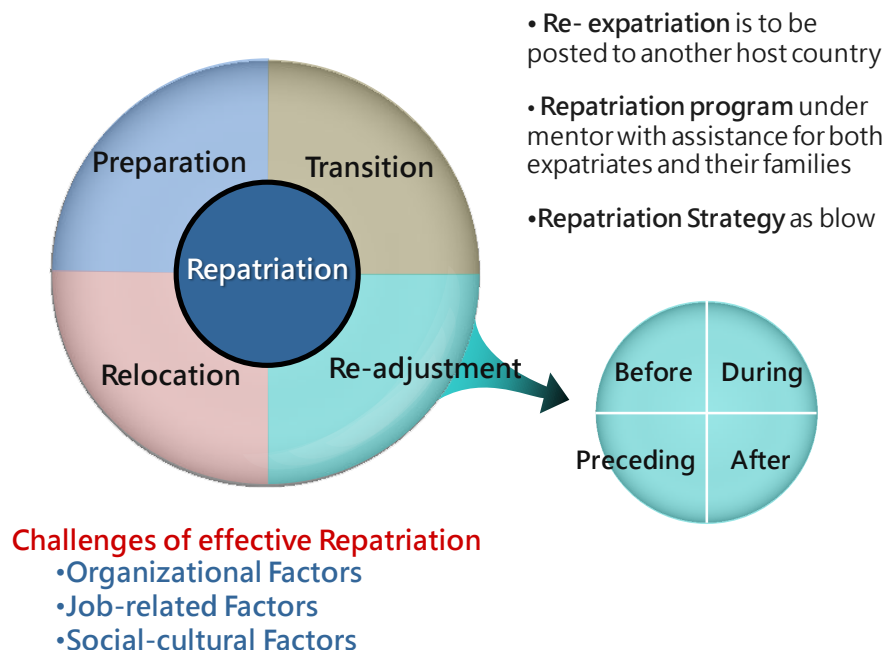 • Re- expatriation is to be
posted to another host country
• Repatriation program under
mentor with assistance for both
expatriates and their families
•Repatriation Strategy as blow
Preparation
Transition
Repatriation
Relocation
Re-adjustment
Before
During
Preceding
After
Challenges of effective Repatriation
•Organizational Factors
•Job-related Factors
•Social-cultural Factors